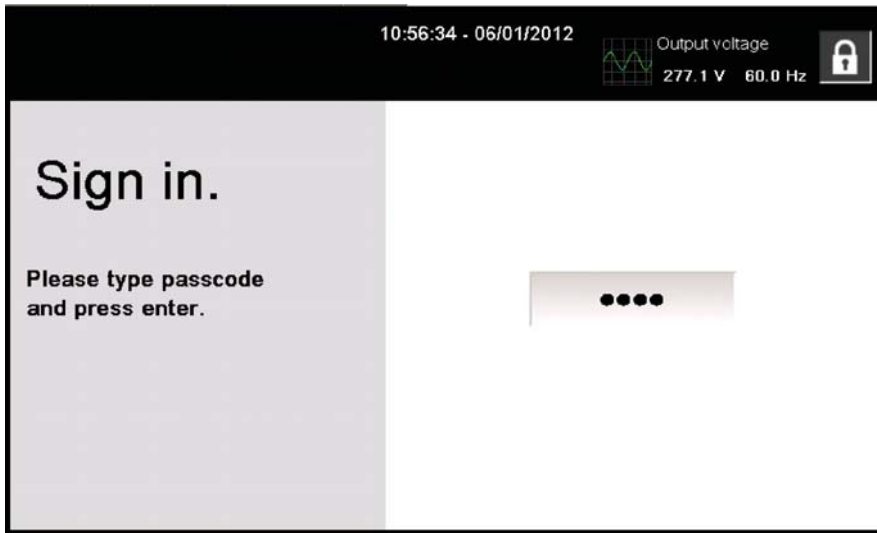 10:56:34 - 06/01/2012
Output voltage
277.1 V 60.0 Hz
Sign in.
Please type passcode
and press enter.
●●●●